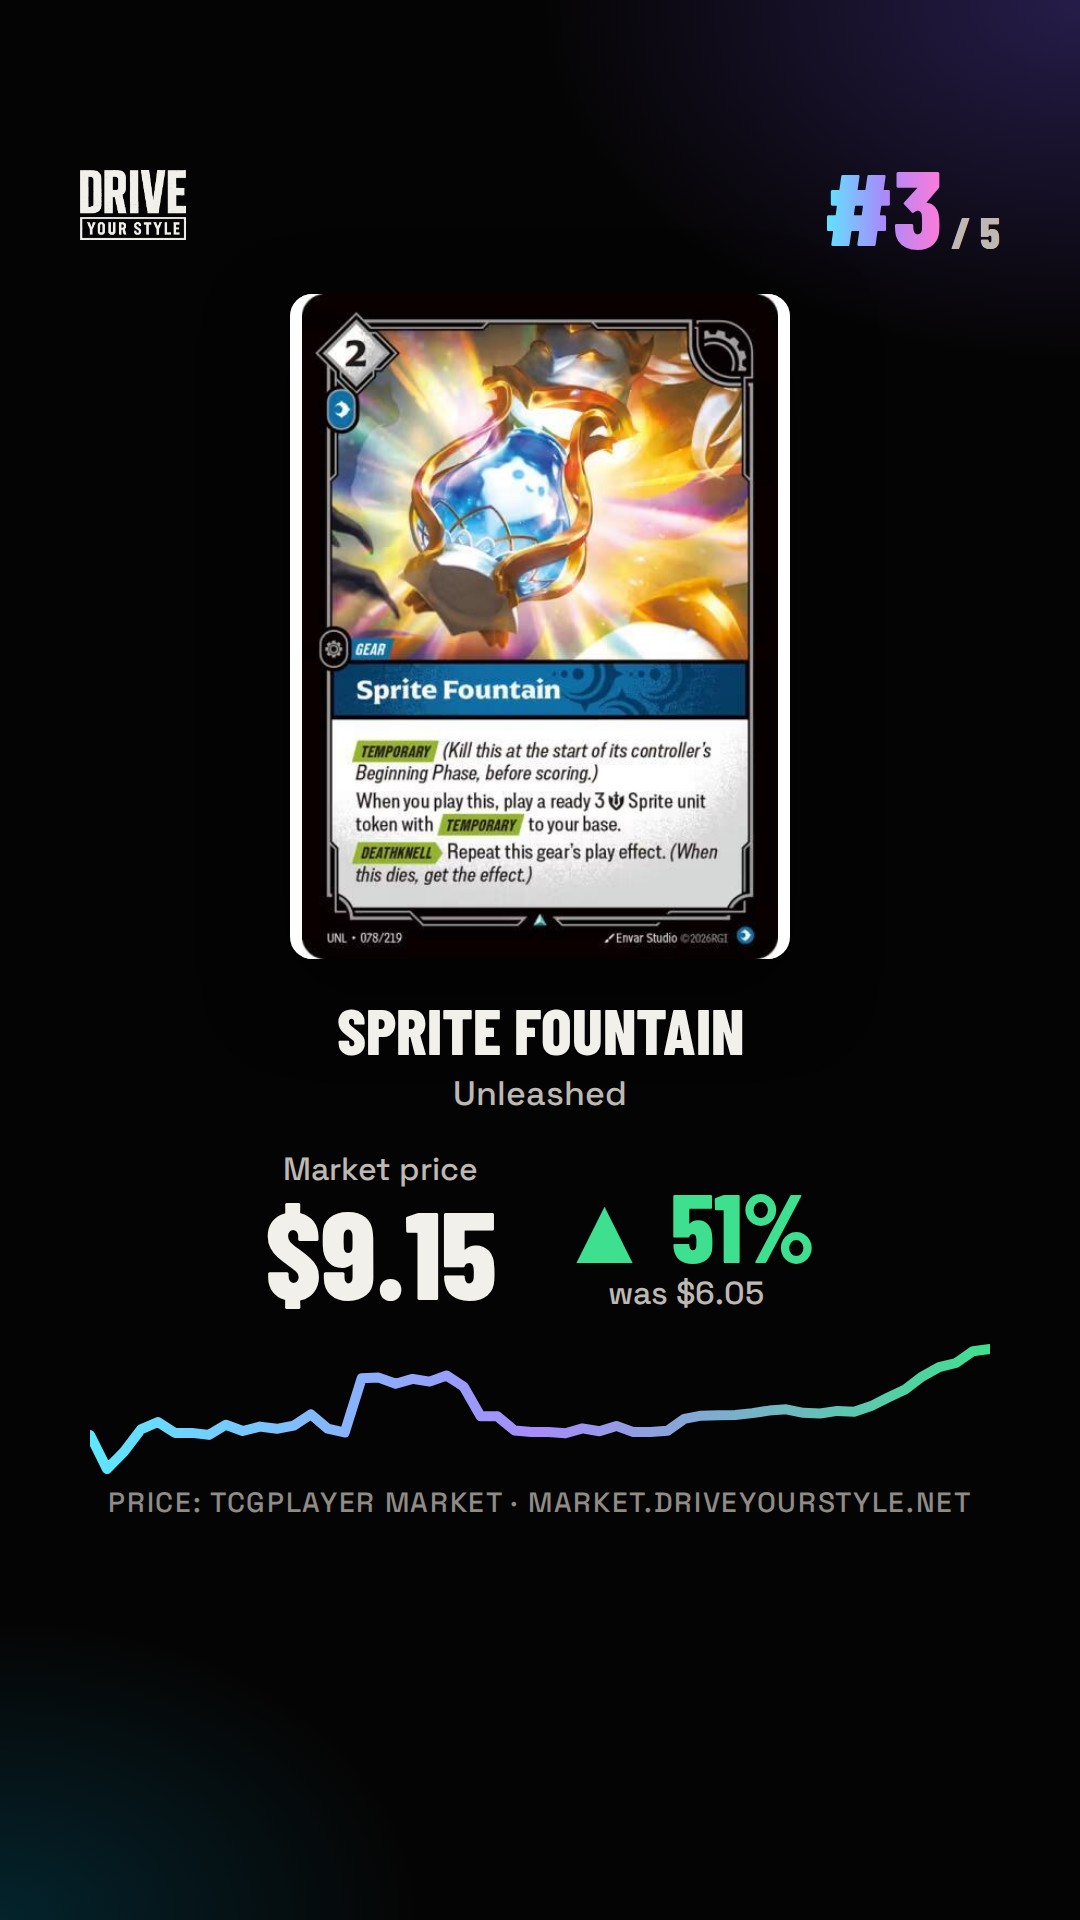 DRIVE
YOUR STYLE
#3 / 5
2
GEAR
Sprite Fountain
TEMPORARY (Kill this at the start of its controller's
Beginning Phase, before scoring.)
When you play this, play a ready 3 Sprite unit
token with TEMPORARY to your base.
DEATHKNELL Repeat this gear's play effect. (When
this dies, get the effect.)
UNL • 078/219
Envar Studio ©2026RGI
SPRITE FOUNTAIN
Unleashed
Market price
$9.15
▲ 51%
was $6.05
PRICE: TCGPLAYER MARKET · MARKET.DRIVEYOURSTYLE.NET